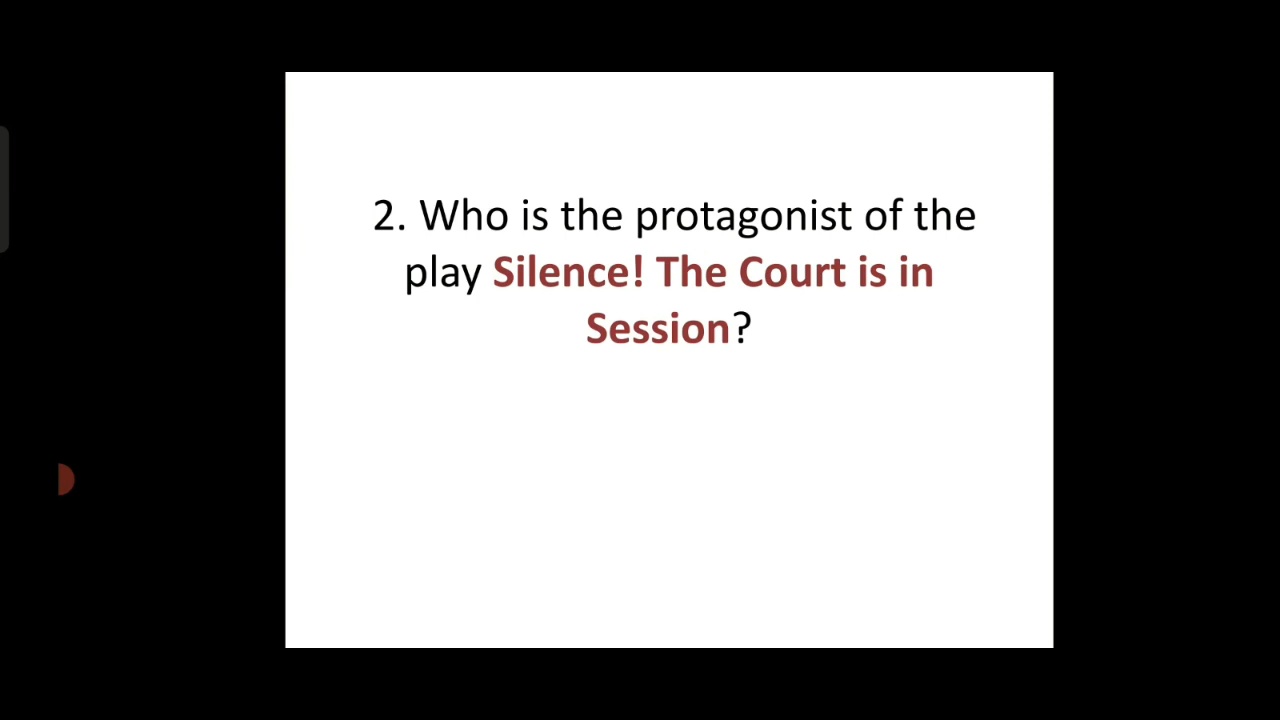 2. Who is the protagonist of the
play Silence! The Court is in
Session?